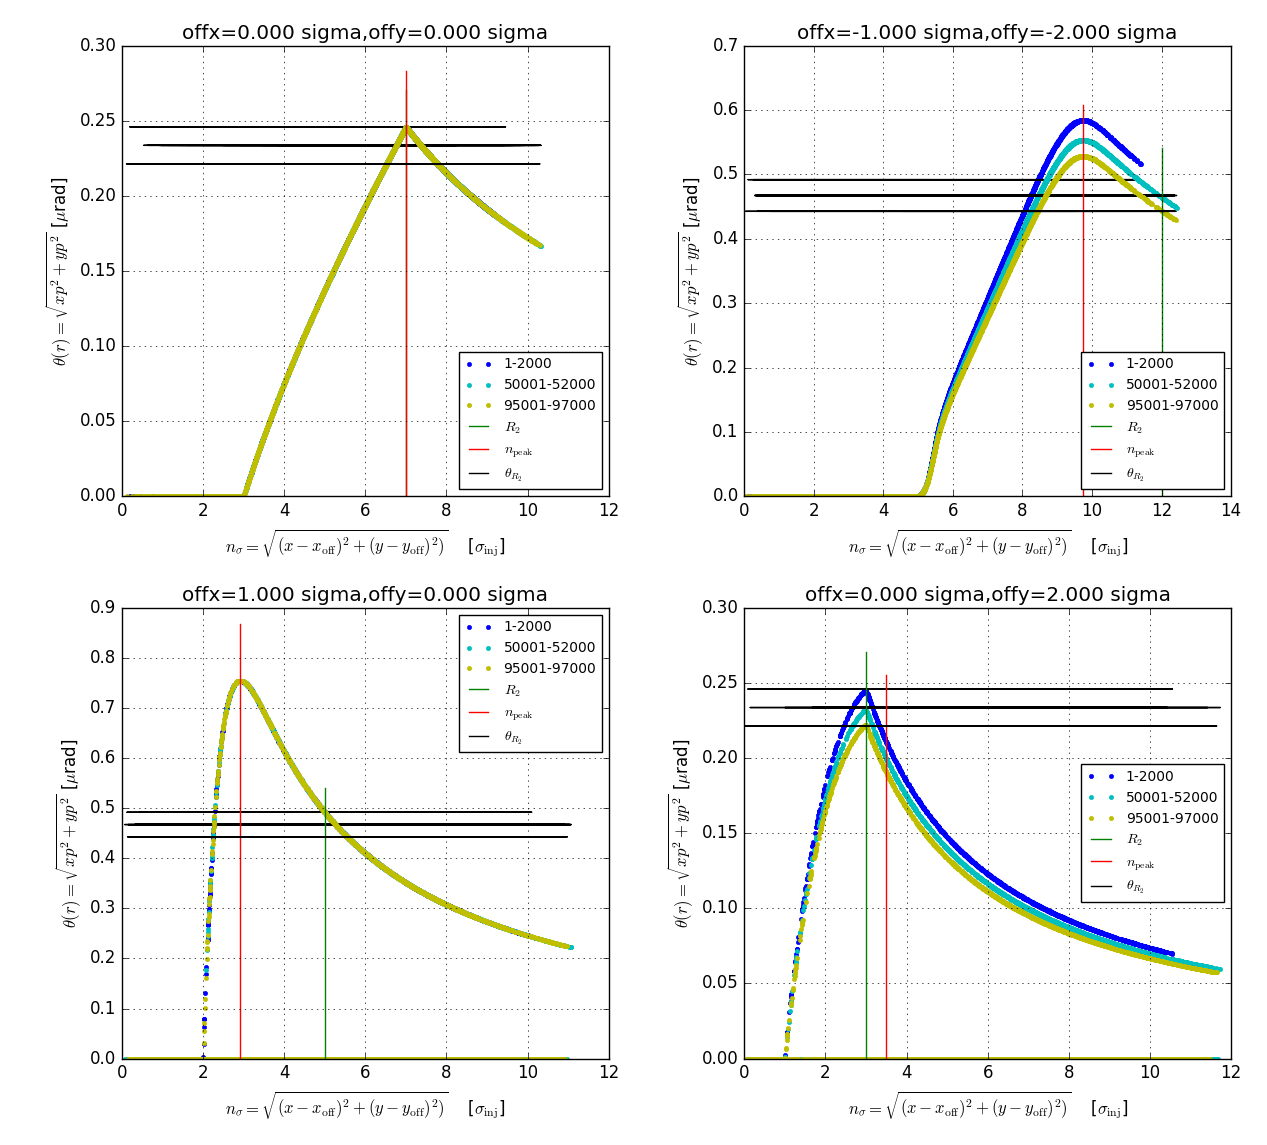 offx=0.000 sigma,offy=0.000 sigma
0.30
0.25
0.20
0.15
0.10
0.05
0.00
θ(r) = √(xp² + yp²) [μrad]
1-2000
50001-52000
95001-97000
R₂
n_peak
θ_R₂
0 2 4 6 8 10 12
n_σ = √((x − x_off)² + (y − y_off)²) [σ_inj]
offx=-1.000 sigma,offy=-2.000 sigma
0.7
0.6
0.5
0.4
0.3
0.2
0.1
0.0
θ(r) = √(xp² + yp²) [μrad]
1-2000
50001-52000
95001-97000
R₂
n_peak
θ_R₂
0 2 4 6 8 10 12 14
n_σ = √((x − x_off)² + (y − y_off)²) [σ_inj]
offx=1.000 sigma,offy=0.000 sigma
0.9
0.8
0.7
0.6
0.5
0.4
0.3
0.2
0.1
0.0
θ(r) = √(xp² + yp²) [μrad]
1-2000
50001-52000
95001-97000
R₂
n_peak
θ_R₂
0 2 4 6 8 10 12
n_σ = √((x − x_off)² + (y − y_off)²) [σ_inj]
offx=0.000 sigma,offy=2.000 sigma
0.30
0.25
0.20
0.15
0.10
0.05
0.00
θ(r) = √(xp² + yp²) [μrad]
1-2000
50001-52000
95001-97000
R₂
n_peak
θ_R₂
0 2 4 6 8 10 12
n_σ = √((x − x_off)² + (y − y_off)²) [σ_inj]